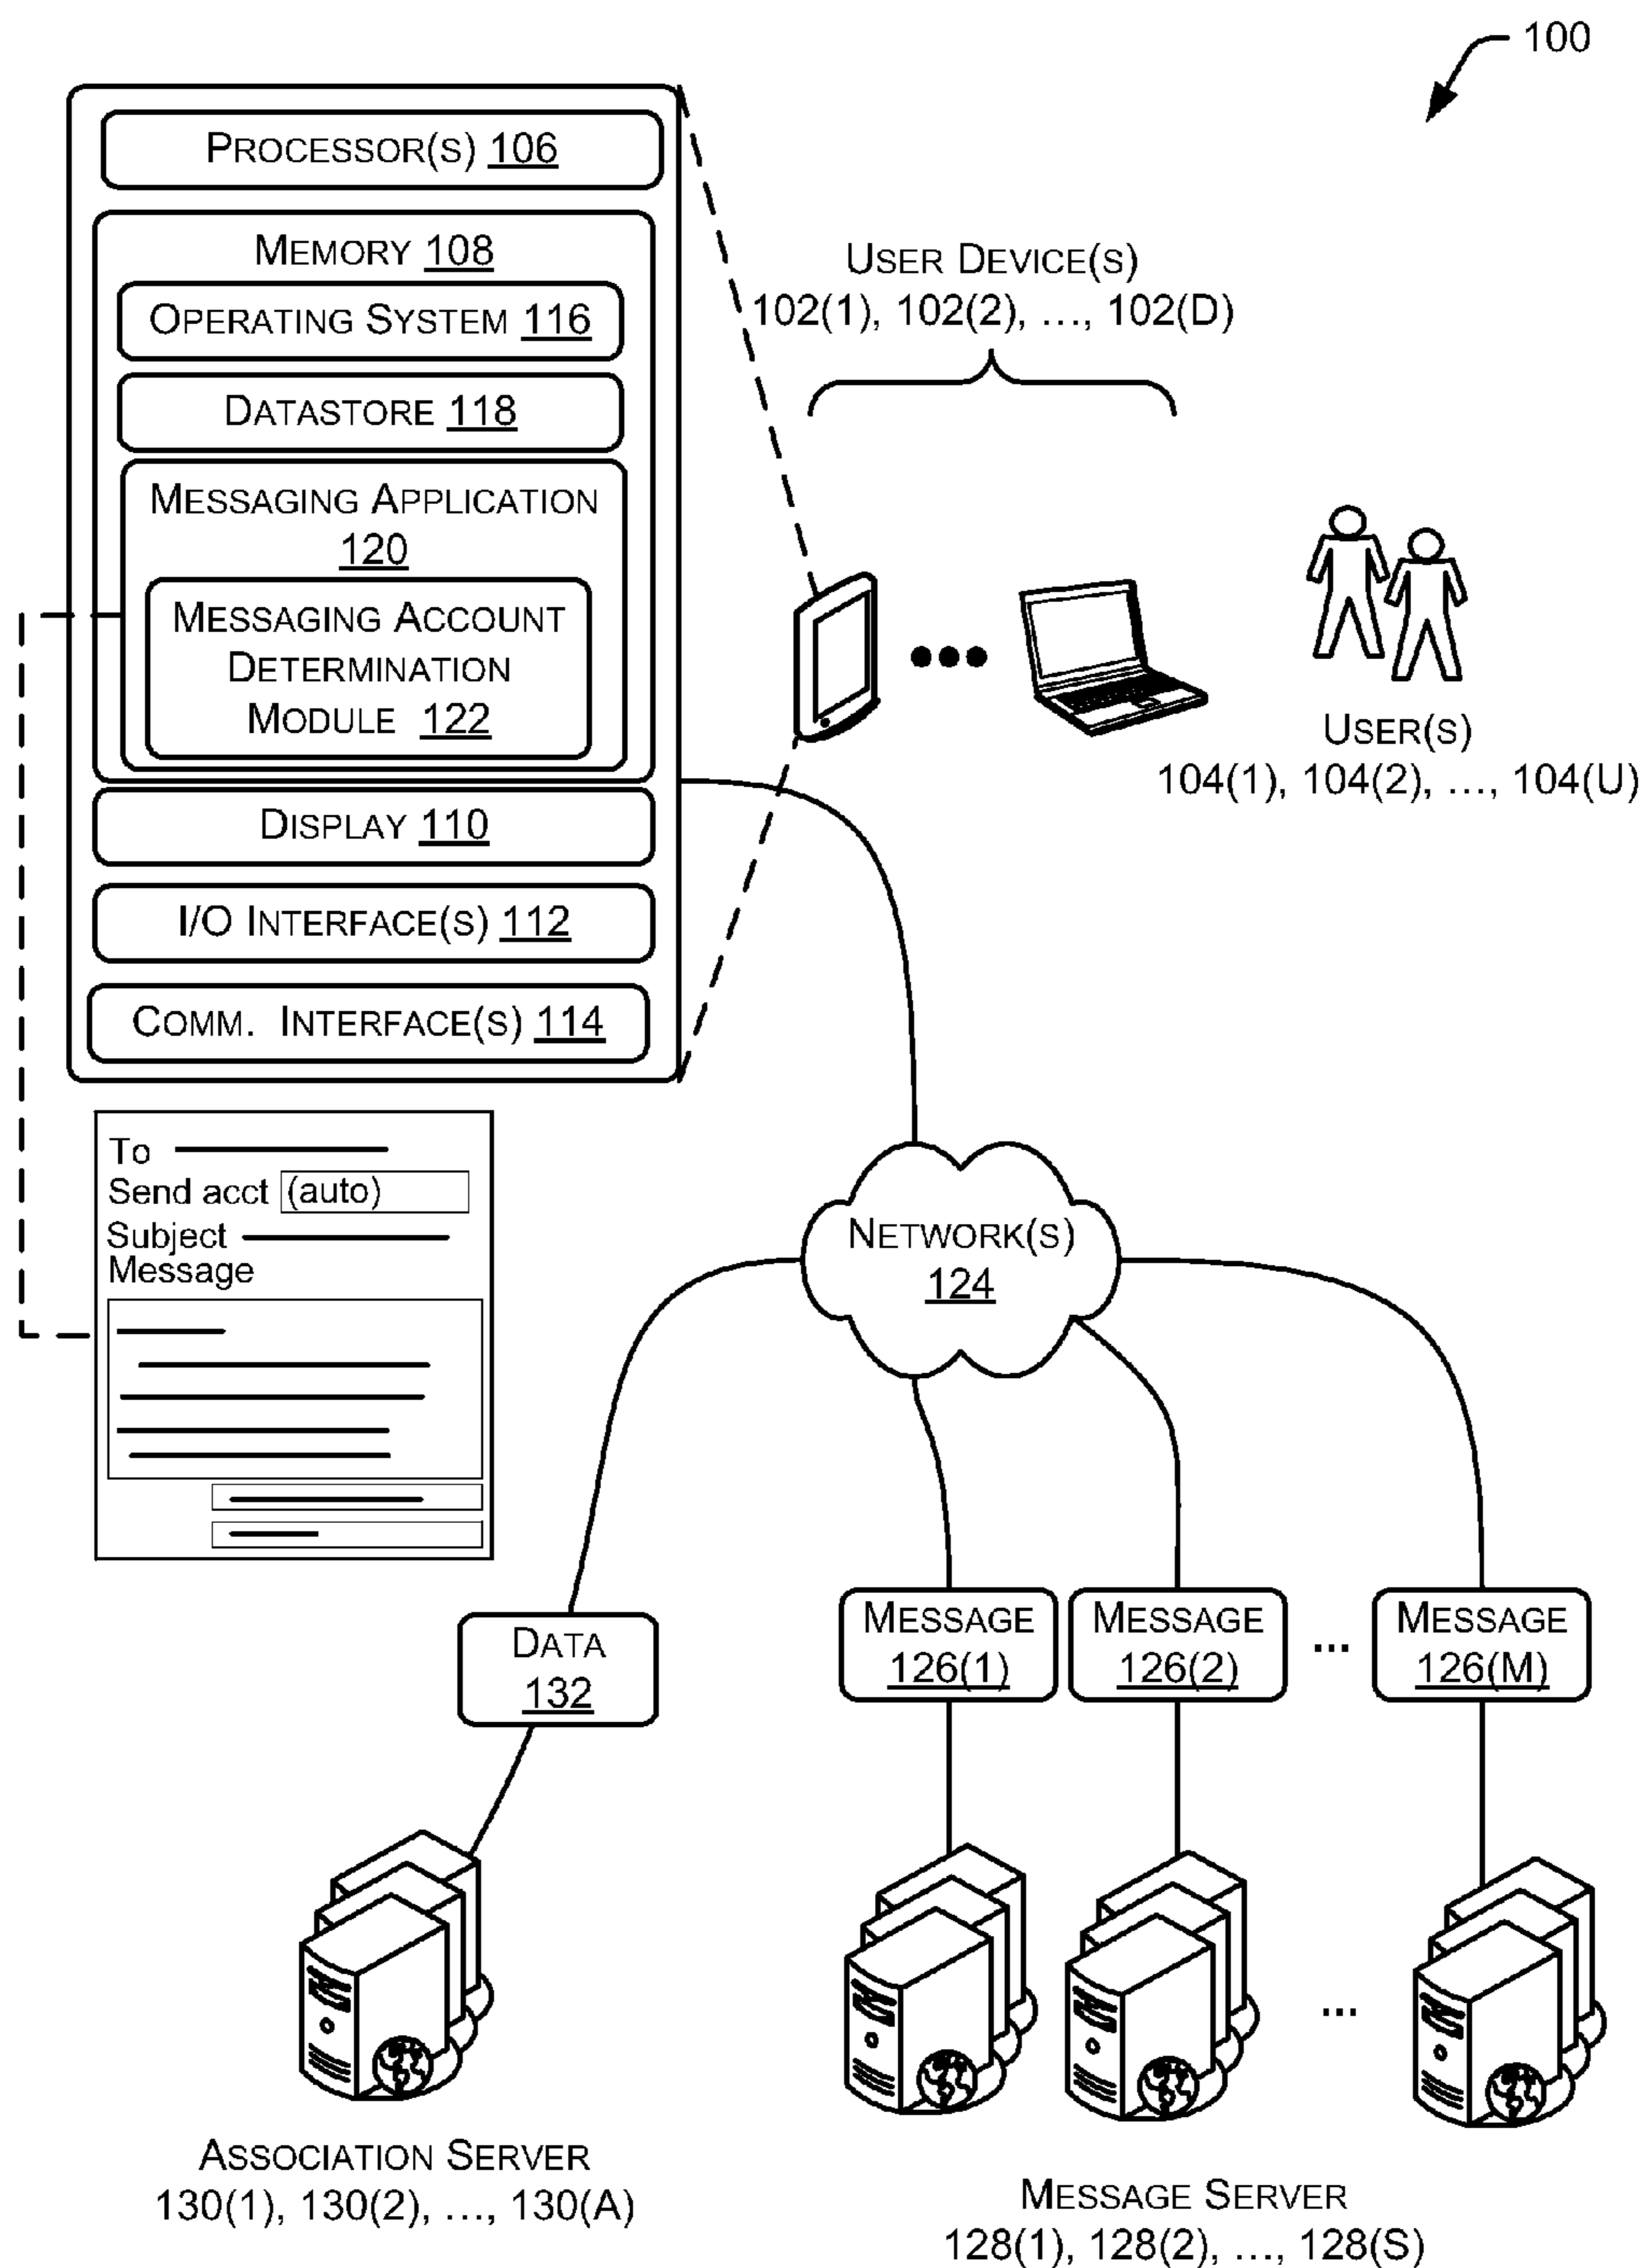 100
PROCESSOR(S) 106
MEMORY 108
OPERATING SYSTEM 116
DATASTORE 118
MESSAGING APPLICATION
120
MESSAGING ACCOUNT
DETERMINATION
MODULE 122
DISPLAY 110
I/O INTERFACE(S) 112
COMM. INTERFACE(S) 114
USER DEVICE(S)
102(1), 102(2), ..., 102(D)
USER(S)
104(1), 104(2), ..., 104(U)
To
Send acct (auto)
Subject
Message
NETWORK(S)
124
DATA
132
MESSAGE
126(1)
MESSAGE
126(2)
...
MESSAGE
126(M)
...
ASSOCIATION SERVER
130(1), 130(2), ..., 130(A)
MESSAGE SERVER
128(1), 128(2), ..., 128(S)